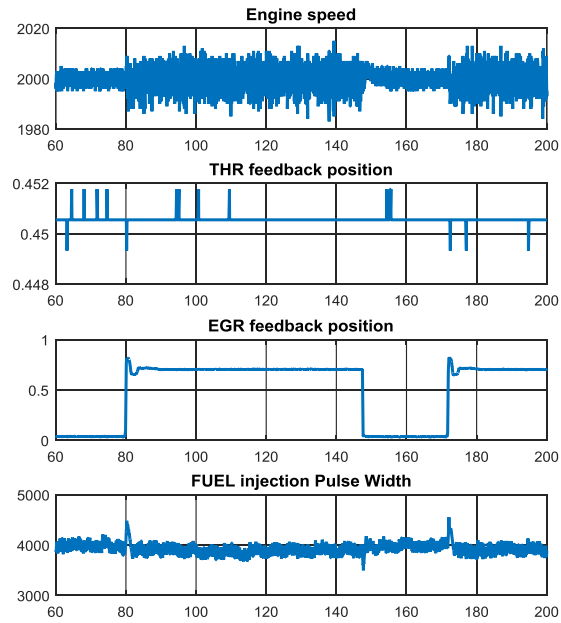 Engine speed
2020
2000
1980
60 80 100 120 140 160 180 200
THR feedback position
0.452
0.45
0.448
60 80 100 120 140 160 180 200
EGR feedback position
1
0.5
0
60 80 100 120 140 160 180 200
FUEL injection Pulse Width
5000
4000
3000
60 80 100 120 140 160 180 200